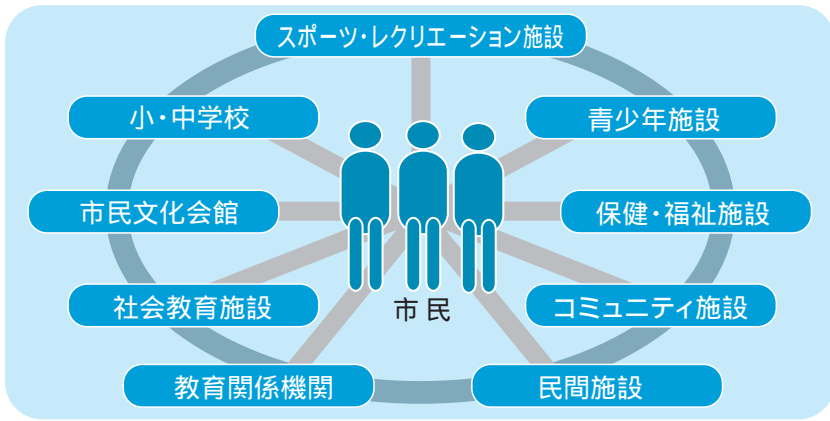 スポーツ・レクリエーション施設
小・中学校
青少年施設
市民文化会館
保健・福祉施設
社会教育施設
コミュニティ施設
市民
教育関係機関
民間施設